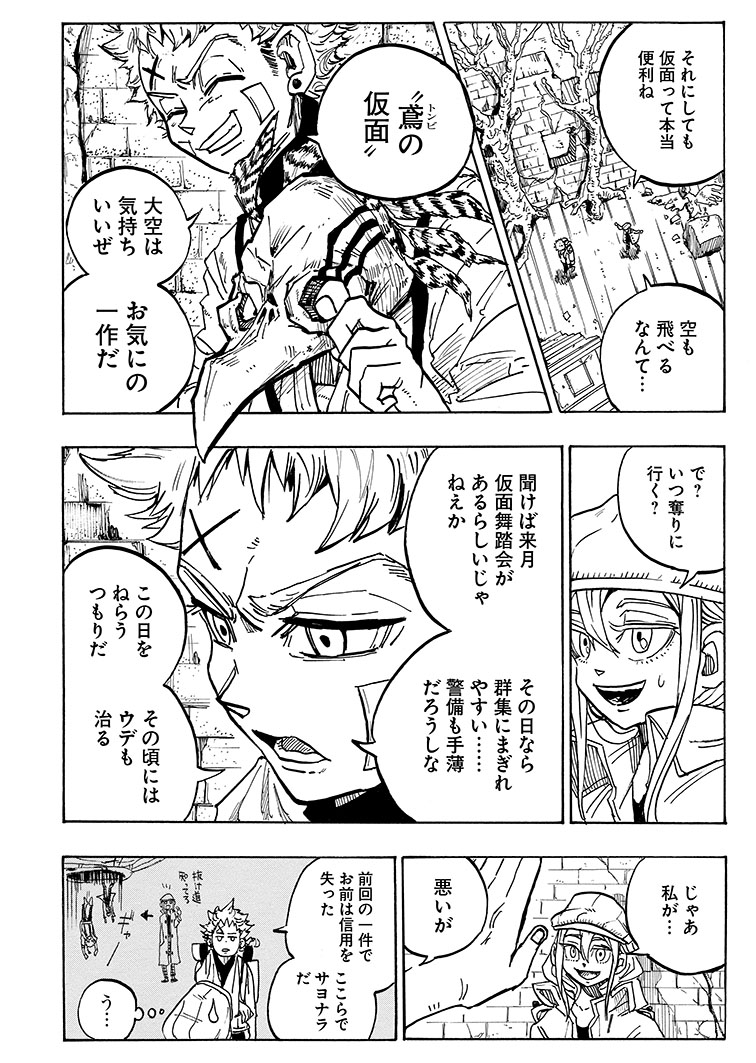 それにしても
仮面って本当
便利ね
空も
飛べる
なんて…
〝鳶の
トンビ
仮面〟
大空は
気持ち
いいぜ
お気にの
一作だ
で?
いつ奪りに
行く?
聞けば来月
仮面舞踏会が
あるらしいじゃ
ねえか
その日なら
群集にまぎれ
やすい……
警備も手薄
だろうしな
この日を
ねらう
つもりだ
その頃には
ウデも
治る
じゃあ
私が…
悪いが
前回の一件で
お前は信用を
失った
ここらで
サヨナラ
だ
抜け道
知ってる
う…